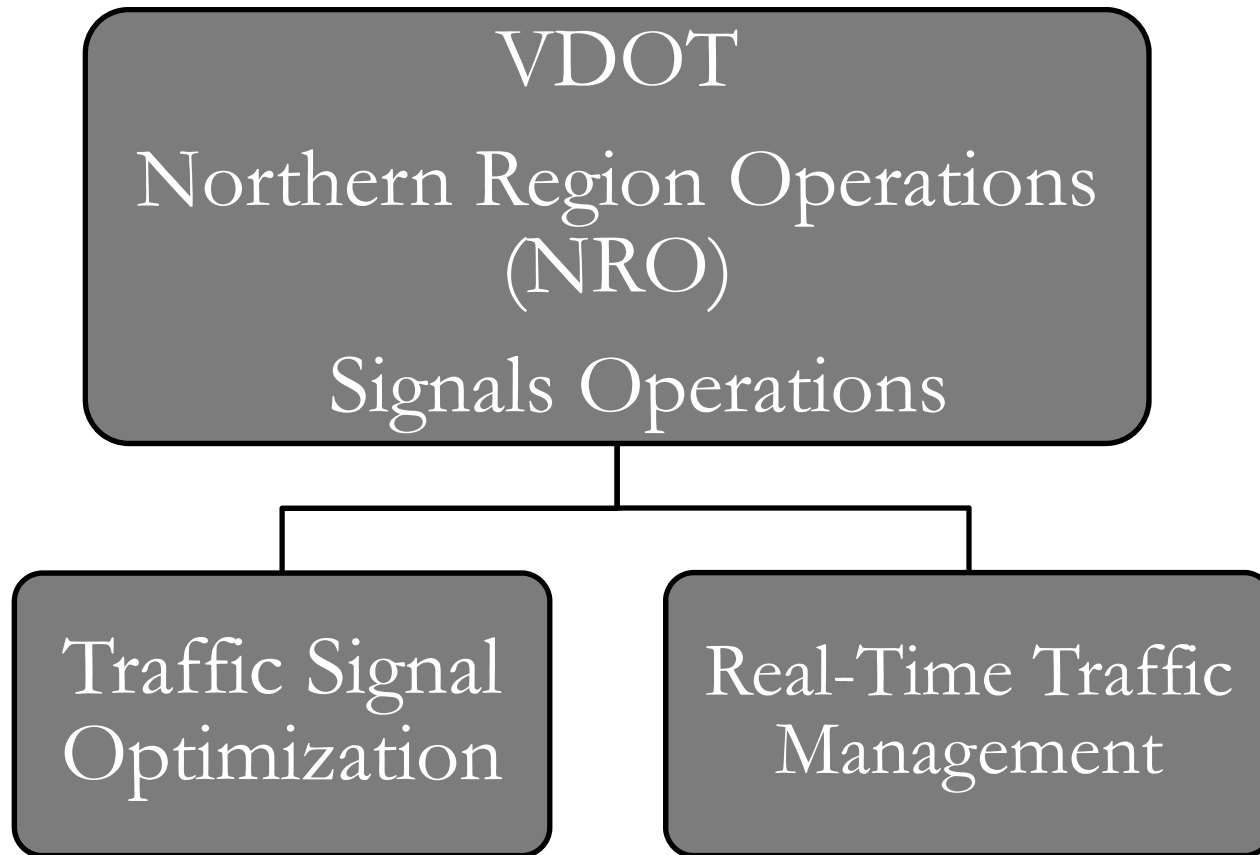 VDOT
Northern Region Operations
(NRO)
Signals Operations
Traffic Signal
Optimization
Real-Time Traffic
Management